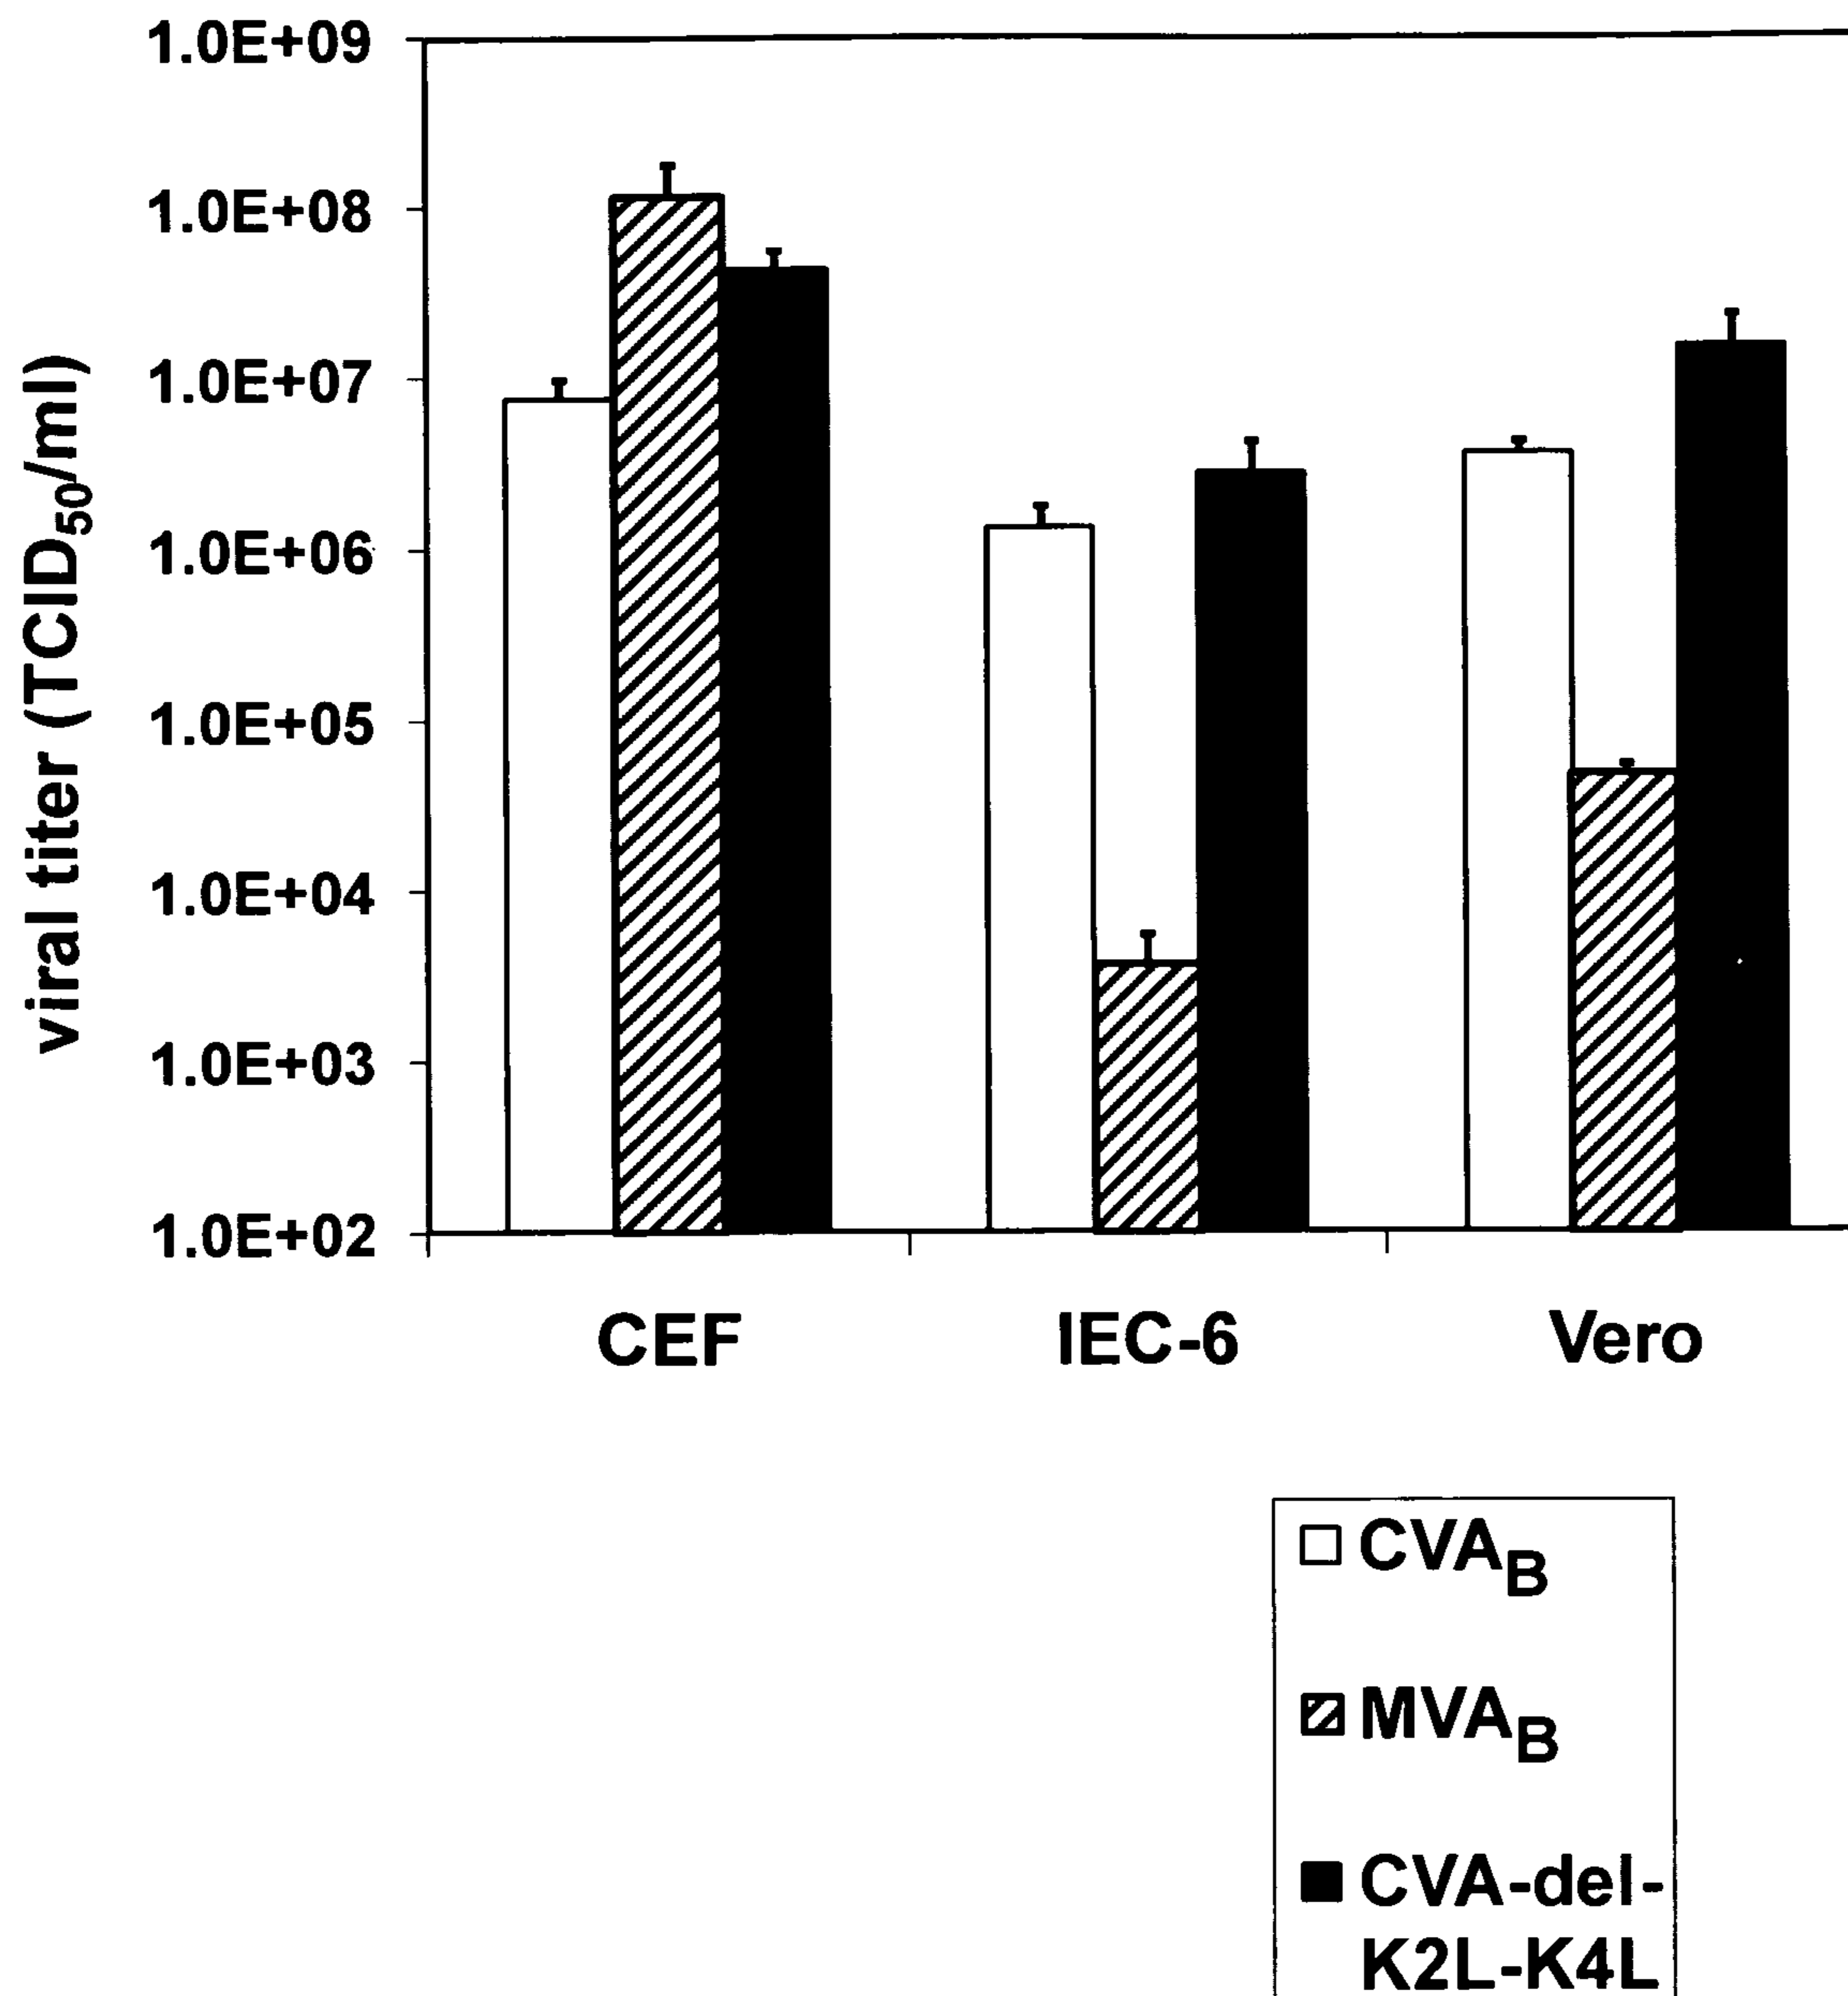 viral titer (TCID50/ml)
1.0E+09
1.0E+08
1.0E+07
1.0E+06
1.0E+05
1.0E+04
1.0E+03
1.0E+02
CEF IEC-6 Vero
CVAB
MVAB
CVA-del-
K2L-K4L